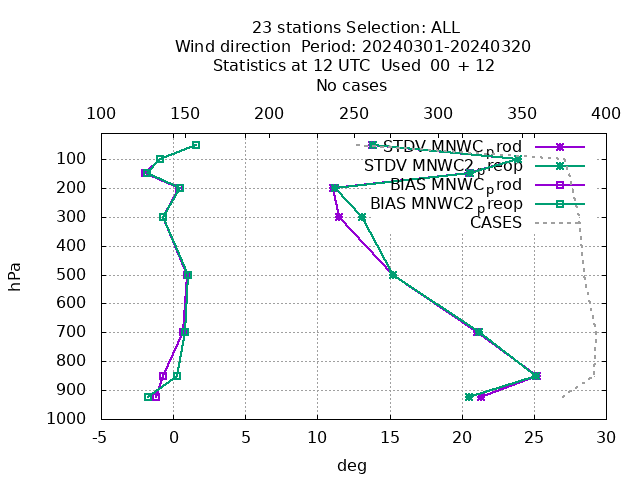 23 stations Selection: ALL
Wind direction  Period: 20240301-20240320
Statistics at 12 UTC  Used  00 + 12
No cases
100 150 200 250 300 350 400
STDV MNWC_prod
STDV MNWC2_preop
BIAS MNWC_prod
BIAS MNWC2_preop
CASES
hPa
100
200
300
400
500
600
700
800
900
1000
-5 0 5 10 15 20 25 30
deg